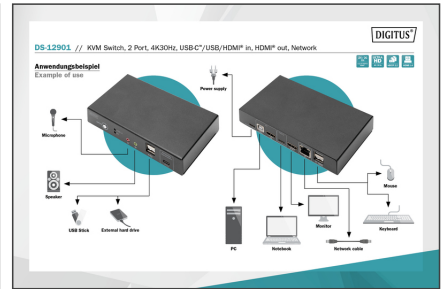 DIGITUS®
DS-12901 // KVM Switch, 2 Port, 4K30Hz, USB-C™/USB/HDMI® in, HDMI® out, Network
Anwendungsbeispiel
Example of use
Power supply
Microphone
Speaker
USB Stick
External hard drive
PC
Notebook
Monitor
Network cable
Mouse
Keyboard